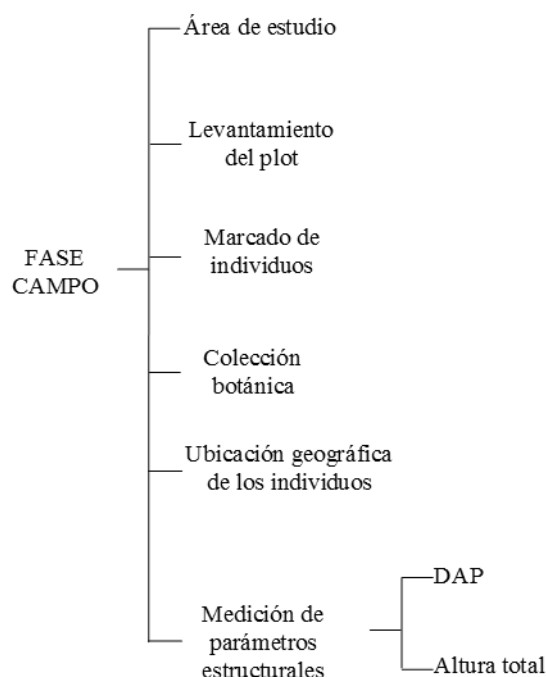 Área de estudio
Levantamiento
del plot
Marcado de
individuos
FASE
CAMPO
Colección
botánica
Ubicación geográfica
de los individuos
Medición de
parámetros
estructurales
DAP
Altura total